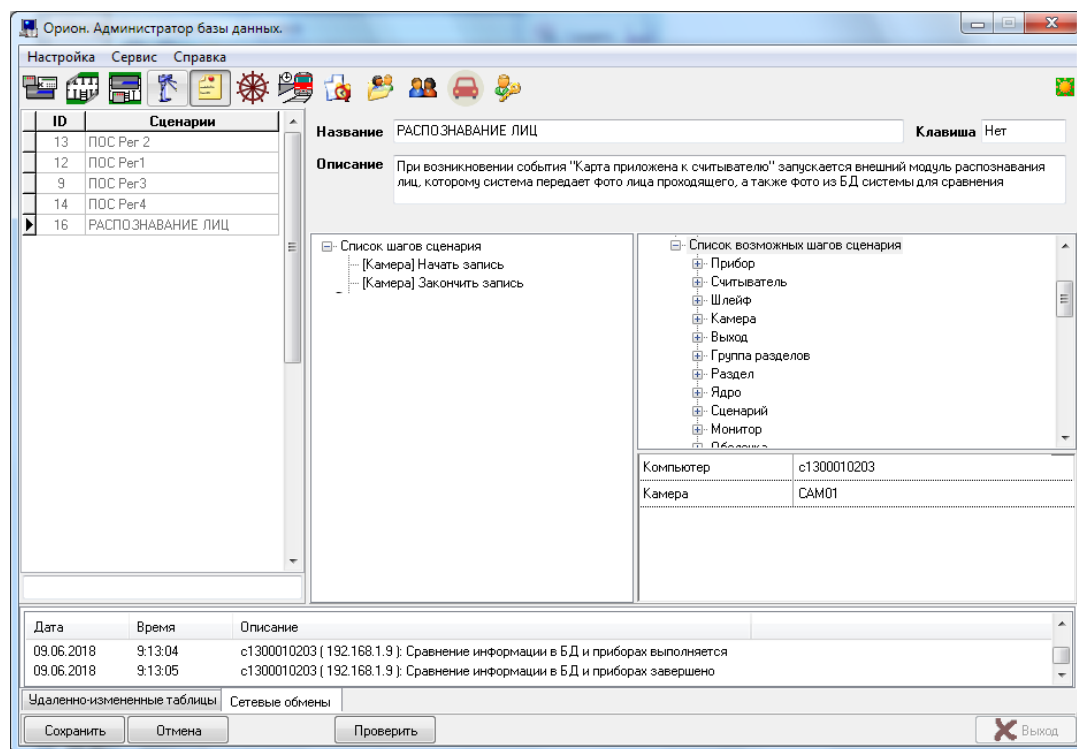 Орион. Администратор базы данных.
Настройка Сервис Справка
ID Сценарии
13 ПОС Рег 2
12 ПОС Рег1
9 ПОС Рег3
14 ПОС Рег4
16 РАСПОЗНАВАНИЕ ЛИЦ
Название РАСПОЗНАВАНИЕ ЛИЦ Клавиша Нет
Описание При возникновении события "Карта приложена к считывателю" запускается внешний модуль распознавания
лиц, которому система передает фото лица проходящего, а также фото из БД системы для сравнения
Список шагов сценария
[Камера] Начать запись
[Камера] Закончить запись
Список возможных шагов сценария
Прибор
Считыватель
Шлейф
Камера
Выход
Группа разделов
Раздел
Ядро
Сценарий
Монитор
Оболочка
Компьютер c1300010203
Камера CAM01
Дата Время Описание
09.06.2018 9:13:04 c1300010203 ( 192.168.1.9 ): Сравнение информации в БД и приборах выполняется
09.06.2018 9:13:05 c1300010203 ( 192.168.1.9 ): Сравнение информации в БД и приборах завершено
Удаленно-измененные таблицы Сетевые обмены
Сохранить Отмена Проверить Выход